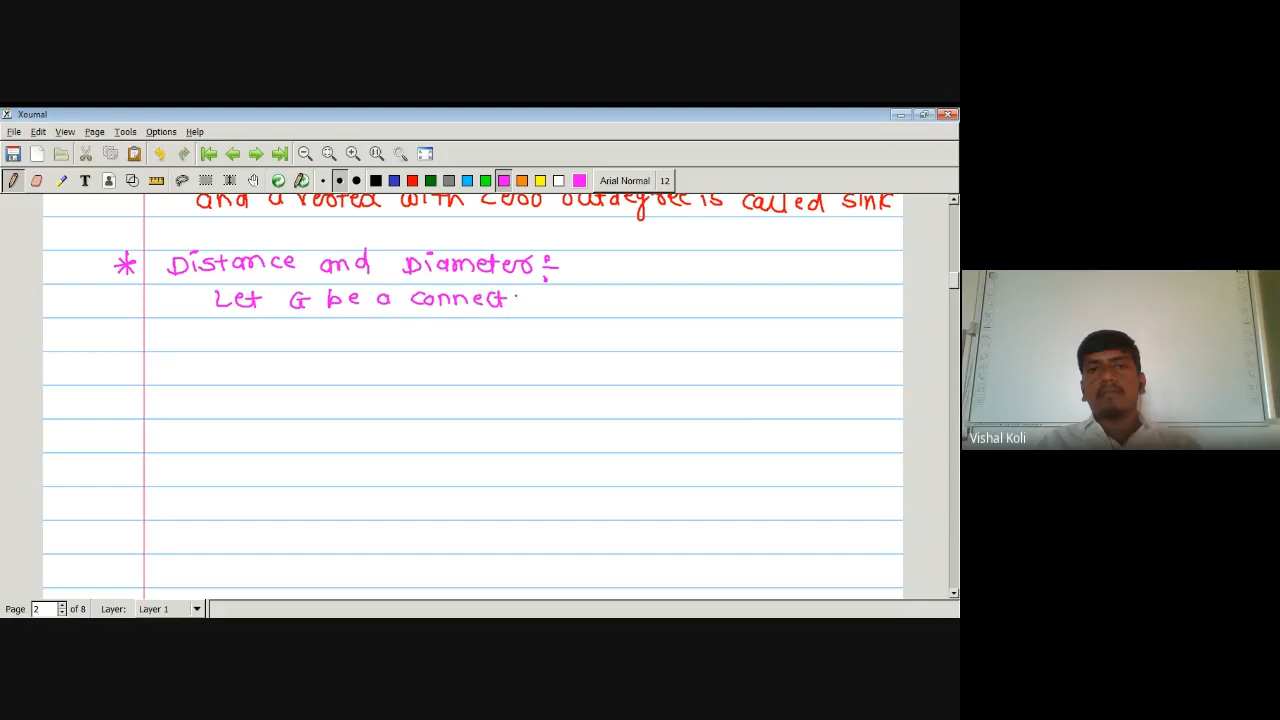 Xournal
File Edit View Page Tools Options Help
Arial Normal 12
and a vertex with zero outdegree is called sink
* Distance and Diameter :-
Let G be a connect
Page 2 of 8 Layer: Layer 1
Vishal Koli